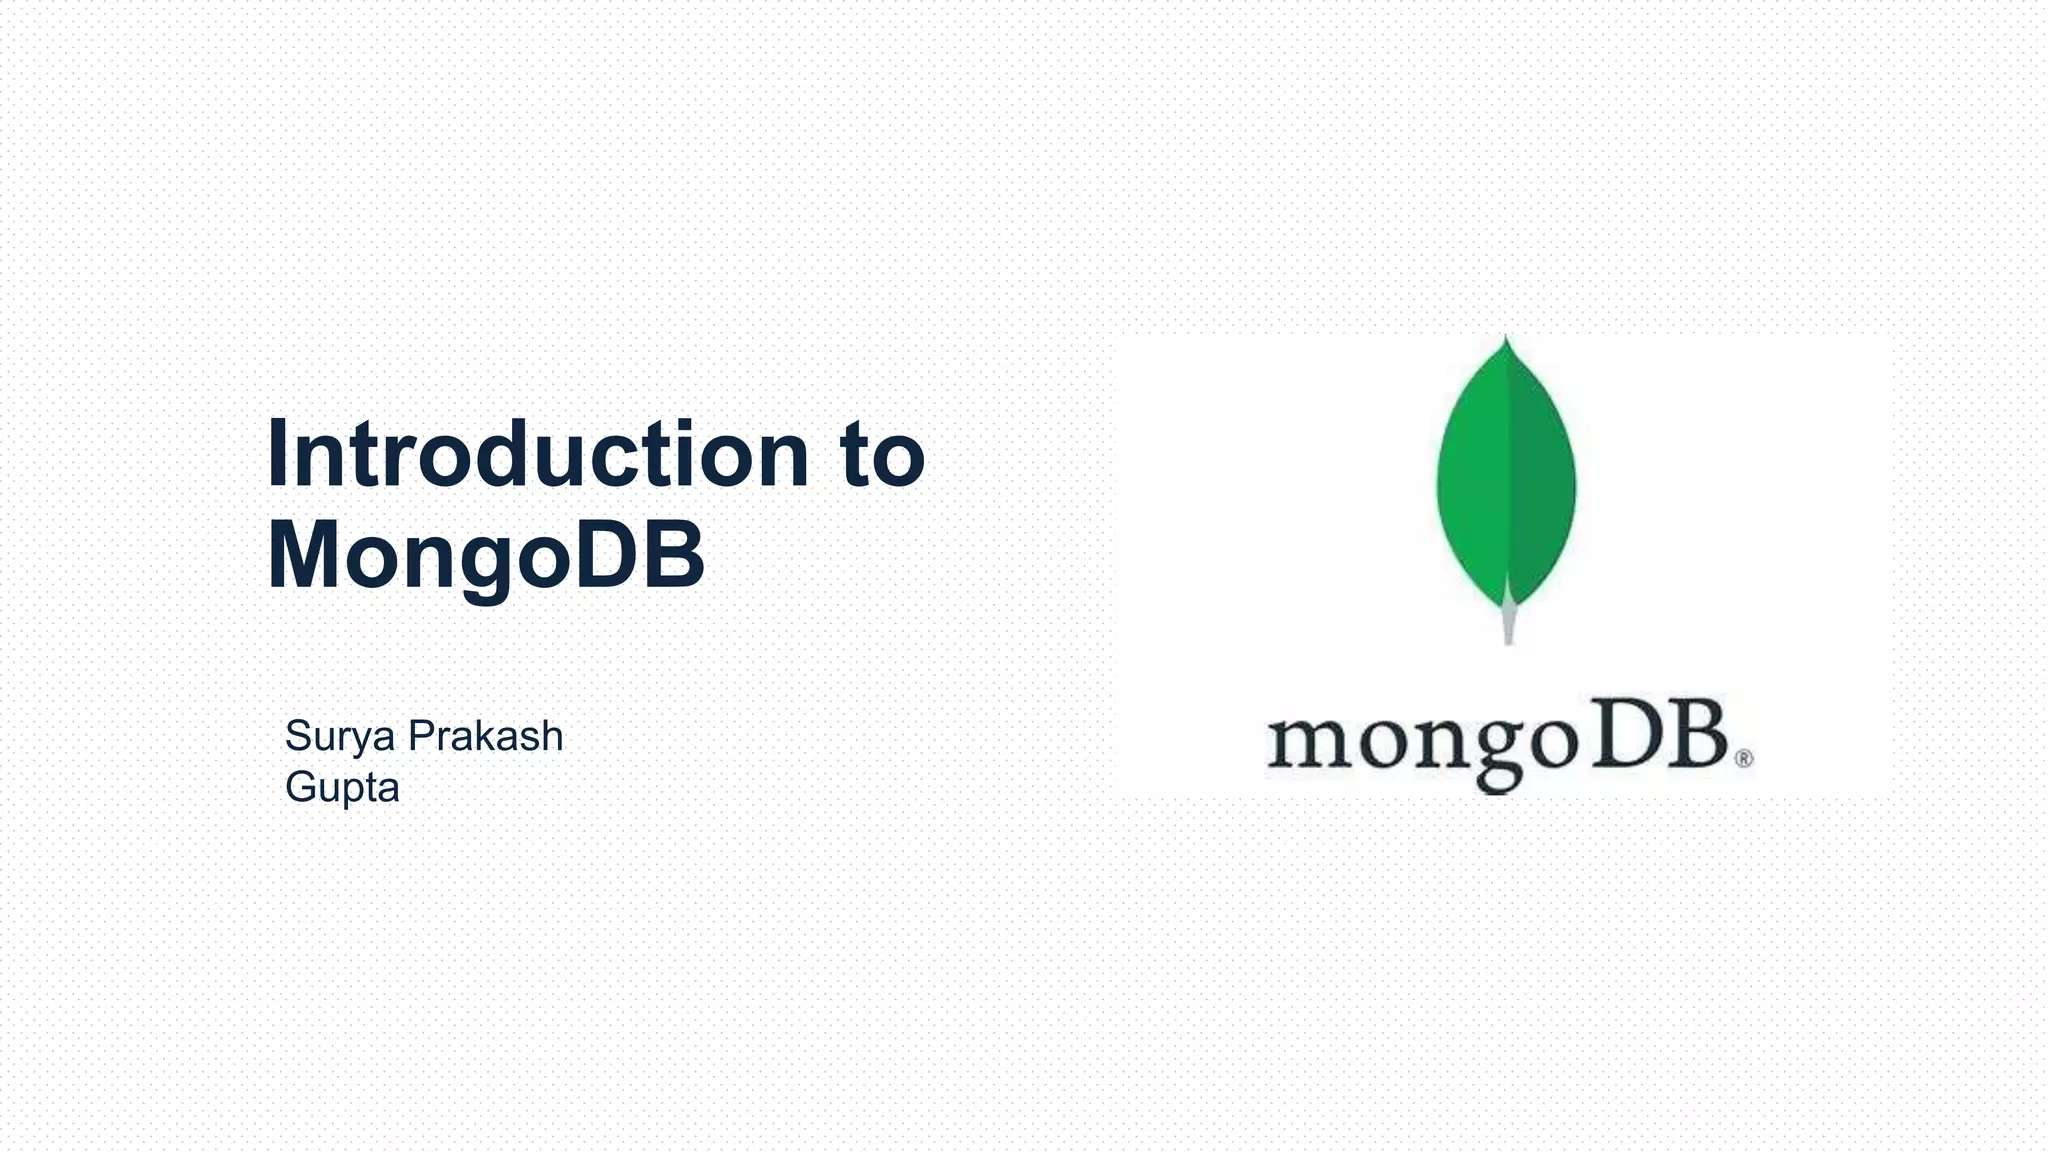 Introduction to
MongoDB
Surya Prakash
Gupta
mongoDB®